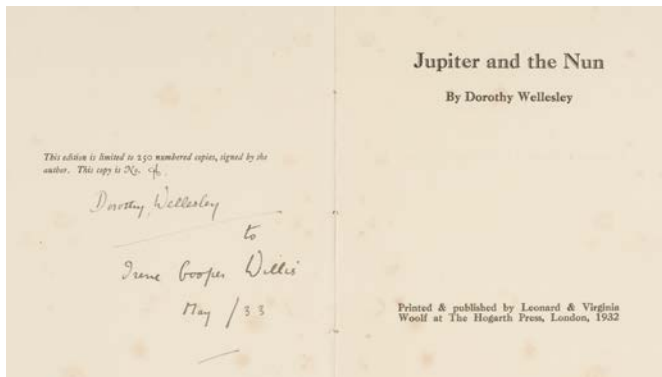 This edition is limited to 250 numbered copies, signed by the
author. This copy is No.
Dorothy Wellesley
to
Irene Cooper Willis
May / 33
Jupiter and the Nun
By Dorothy Wellesley
Printed & published by Leonard & Virginia
Woolf at The Hogarth Press, London, 1932